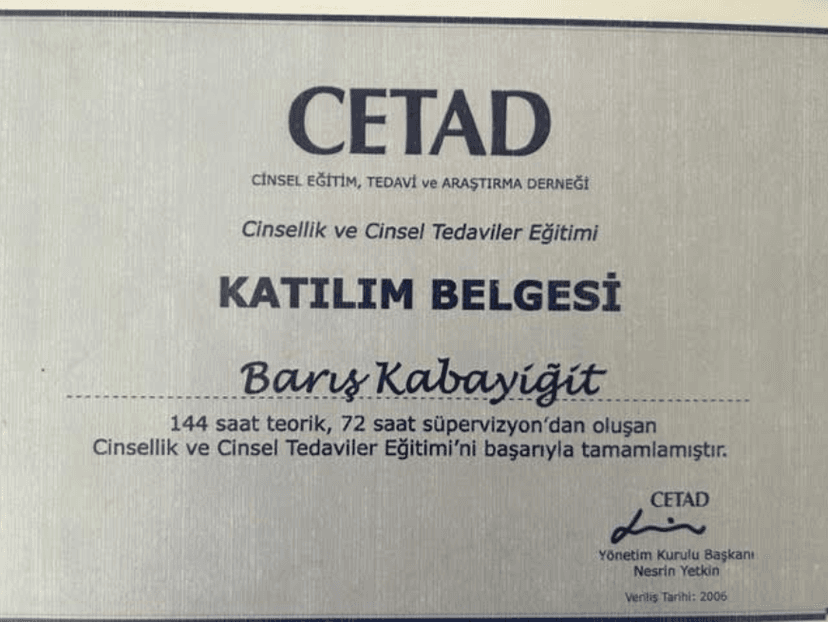 CETAD
CİNSEL EĞİTİM, TEDAVİ ve ARAŞTIRMA DERNEĞİ
Cinsellik ve Cinsel Tedaviler Eğitimi
KATILIM BELGESİ
Barış Kabayiğit
144 saat teorik, 72 saat süpervizyon'dan oluşan
Cinsellik ve Cinsel Tedaviler Eğitimi'ni başarıyla tamamlamıştır.
CETAD
Yönetim Kurulu Başkanı
Nesrin Yetkin
Veriliş Tarihi: 2006